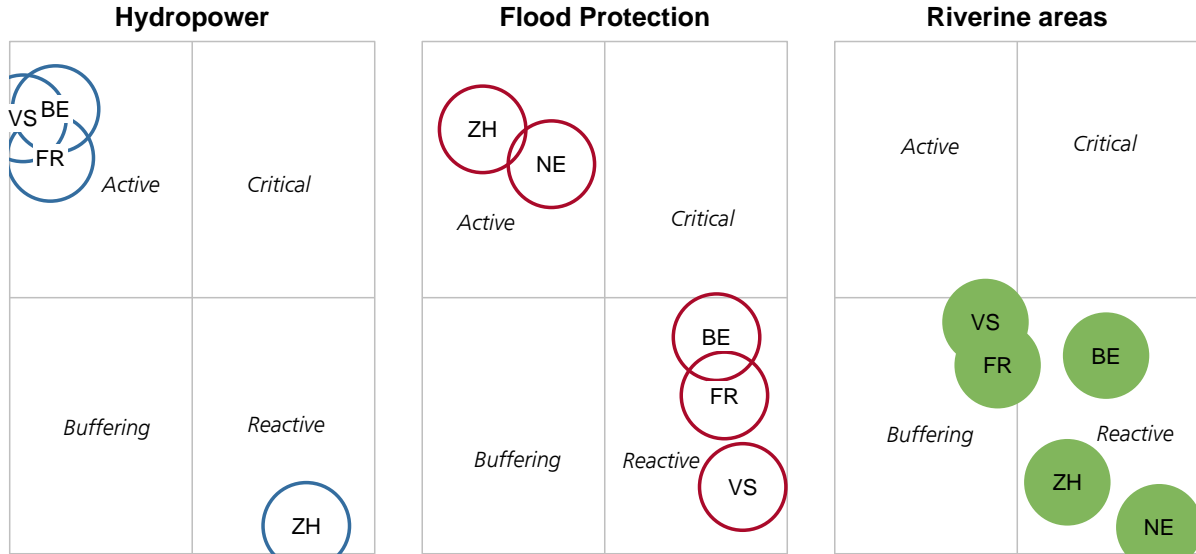 Hydropower
VS
BE
FR
Active
Critical
Buffering
Reactive
ZH
Flood Protection
ZH
NE
Active
Critical
BE
FR
Buffering
Reactive
VS
Riverine areas
Active
Critical
VS
FR
BE
Buffering
Reactive
ZH
NE